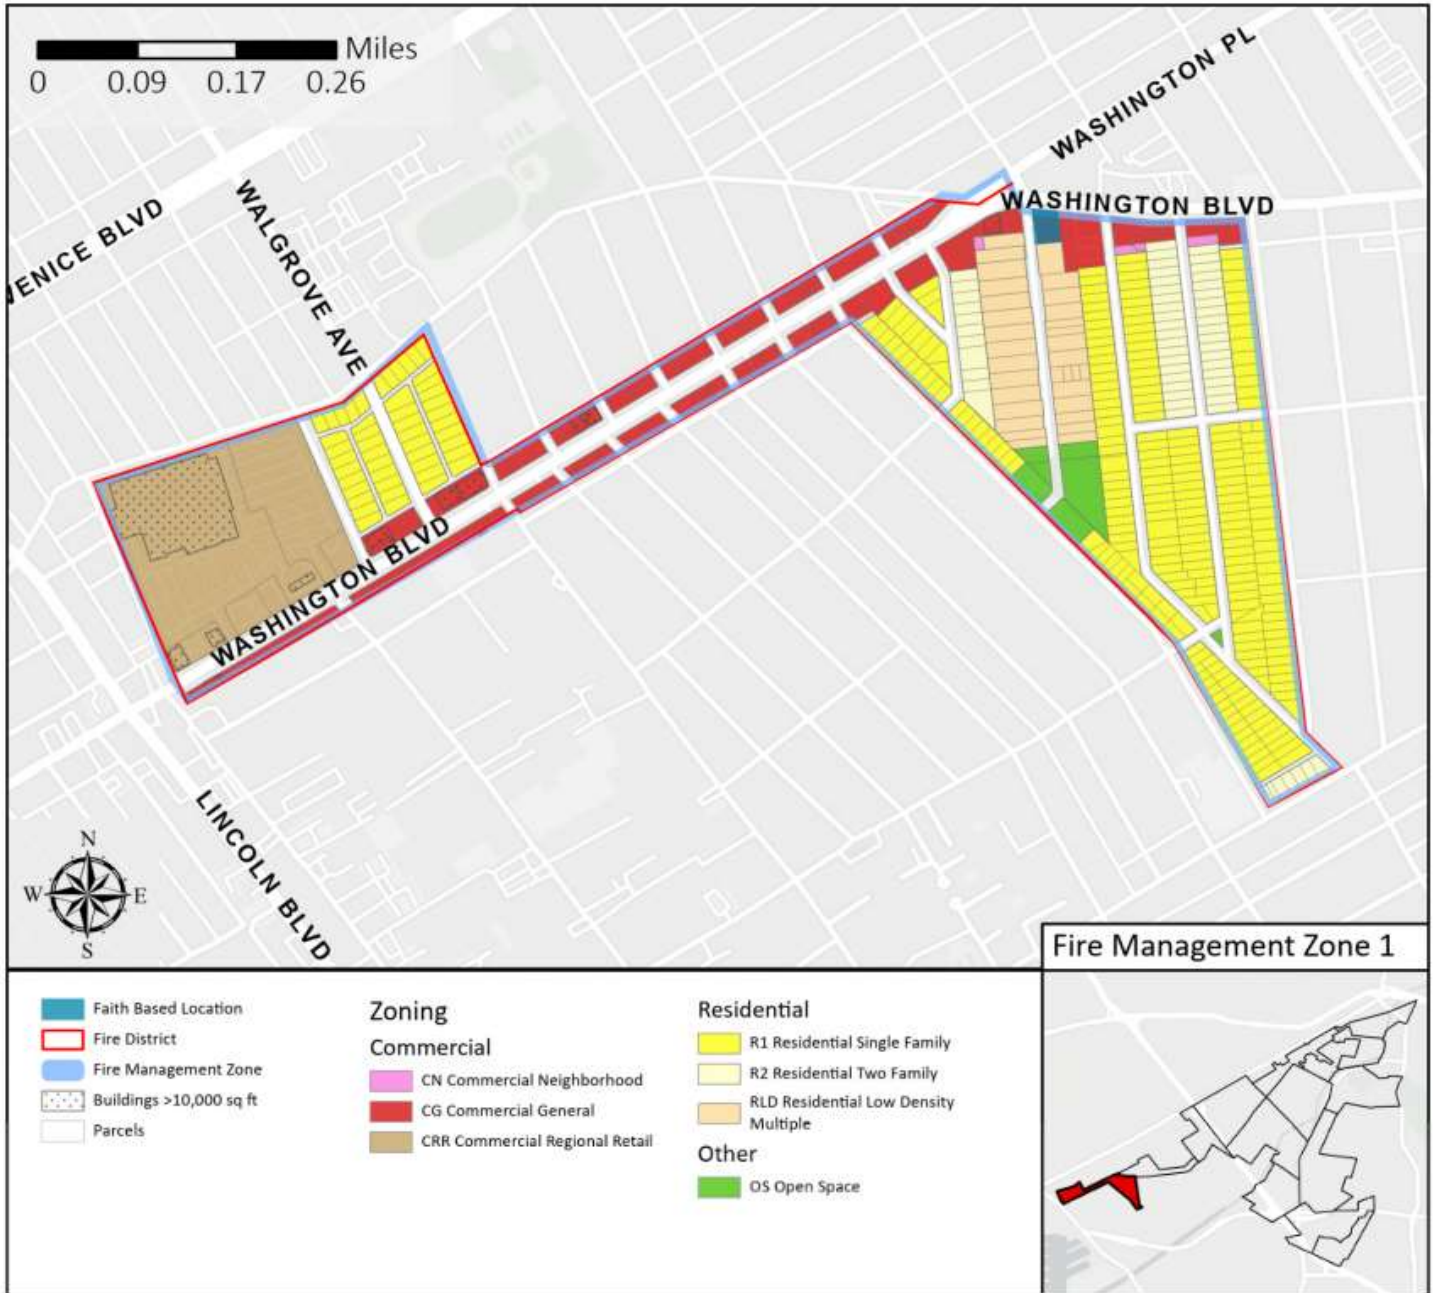 Miles
0 0.09 0.17 0.26
WASHINGTON PL
WASHINGTON BLVD
VENICE BLVD
WALGROVE AVE
WASHINGTON BLVD
LINCOLN BLVD
N
W E
S
Fire Management Zone 1
Faith Based Location
Fire District
Fire Management Zone
Buildings >10,000 sq ft
Parcels
Zoning
Commercial
CN Commercial Neighborhood
CG Commercial General
CRR Commercial Regional Retail
Residential
R1 Residential Single Family
R2 Residential Two Family
RLD Residential Low Density
Multiple
Other
OS Open Space